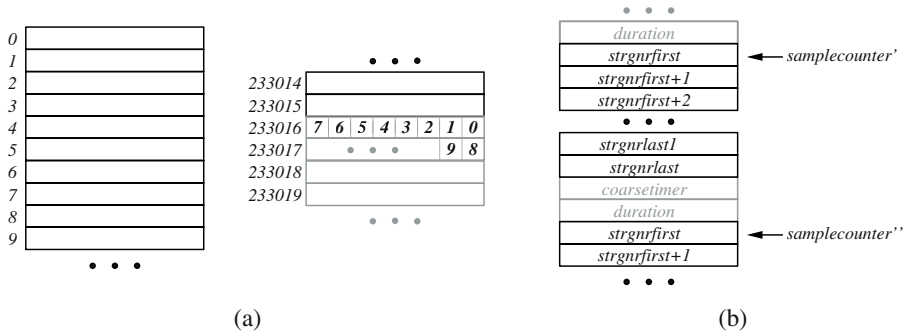 0
1
2
3
4
5
6
7
8
9
233014
233015
233016 7 6 5 4 3 2 1 0
233017 9 8
233018
233019
(a)
duration
strgnrfirst
samplecounter'
strgnrfirst+1
strgnrfirst+2
strgnrlast1
strgnrlast
coarsetimer
duration
strgnrfirst
samplecounter''
strgnrfirst+1
(b)